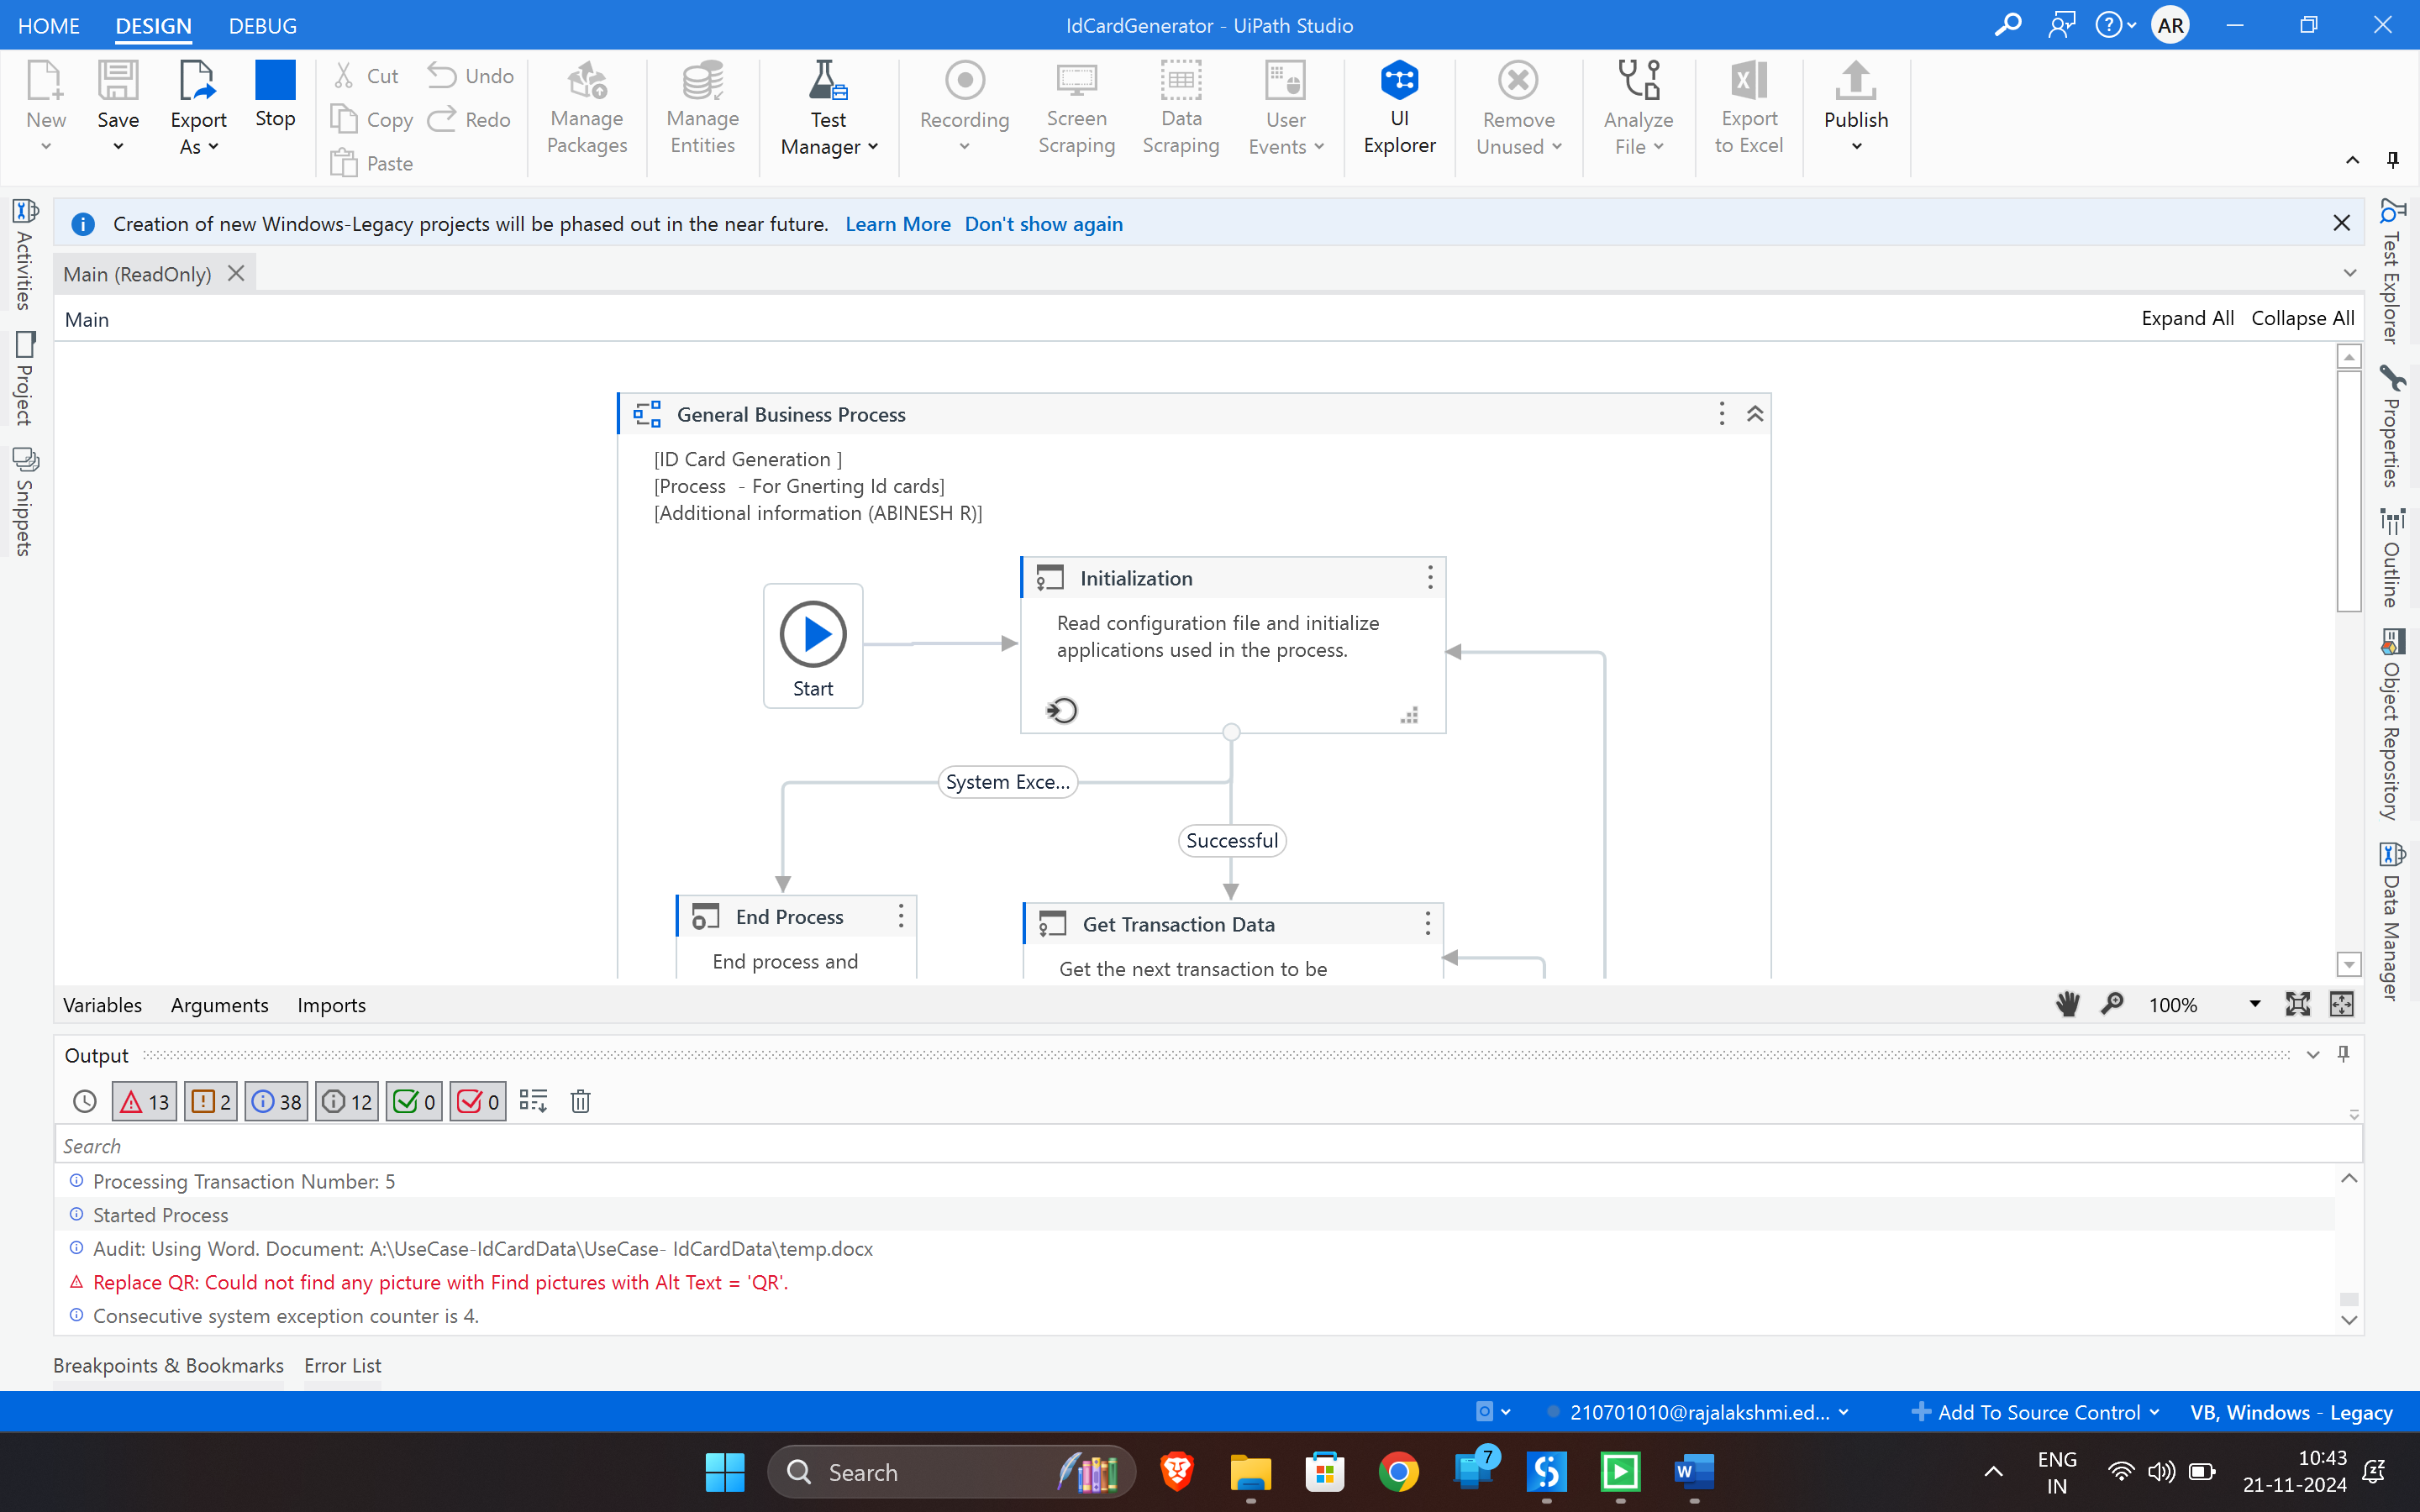 HOME DESIGN DEBUG IdCardGenerator - UiPath Studio AR
New Save Export As Stop Cut Copy Paste Undo Redo Manage Packages Manage Entities Test Manager Recording Screen Scraping Data Scraping User Events UI Explorer Remove Unused Analyze File Export to Excel Publish
Creation of new Windows-Legacy projects will be phased out in the near future. Learn More Don't show again
Main (ReadOnly)
Main Expand All Collapse All
Activities
Project
Snippets
General Business Process
[ID Card Generation ]
[Process - For Gnerting Id cards]
[Additional information (ABINESH R)]
Start
Initialization
Read configuration file and initialize
applications used in the process.
System Exce...
Successful
End Process
End process and
Get Transaction Data
Get the next transaction to be
Test Explorer
Properties
Outline
Object Repository
Data Manager
Variables Arguments Imports 100%
Output
13 2 38 12 0 0
Search
Processing Transaction Number: 5
Started Process
Audit: Using Word. Document: A:\UseCase-IdCardData\UseCase- IdCardData\temp.docx
Replace QR: Could not find any picture with Find pictures with Alt Text = 'QR'.
Consecutive system exception counter is 4.
Breakpoints & Bookmarks Error List
210701010@rajalakshmi.ed... Add To Source Control VB, Windows - Legacy
Search 7 ENG IN 10:43
21-11-2024